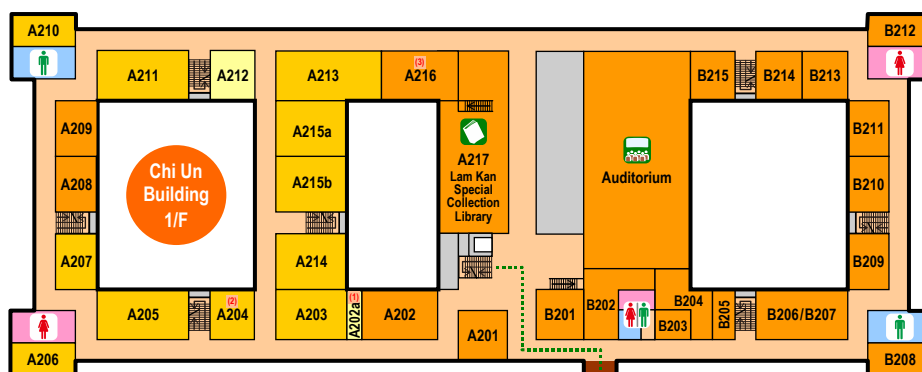 A210
B212
A211
A212
A213
(3)
A216
B215
B214
B213
A209
A215a
A217
Lam Kan
Special
Collection
Library
Auditorium
B211
Chi Un
Building
1/F
A208
A215b
B210
A207
A214
B209
A205
(2)
A204
A203
(1)
A202a
A202
A201
B201
B202
B204
B203
B205
B206/B207
A206
B208